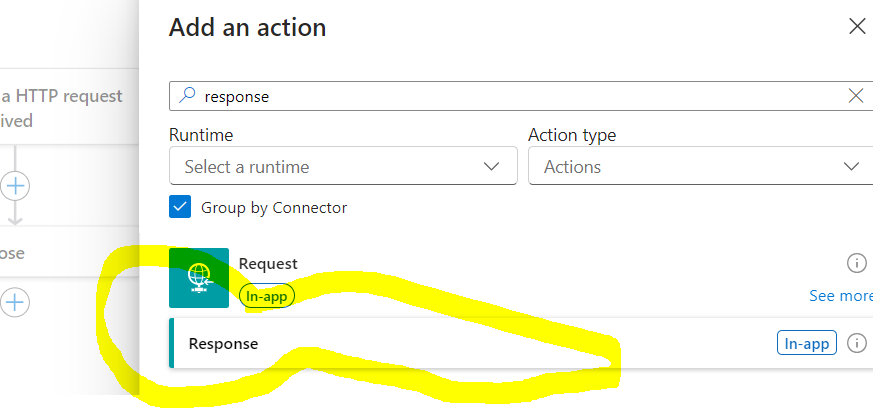 Add an action
a HTTP request
ived
response
Runtime
Action type
Select a runtime
Actions
Group by Connector
ose
Request
In-app
See more
Response
In-app